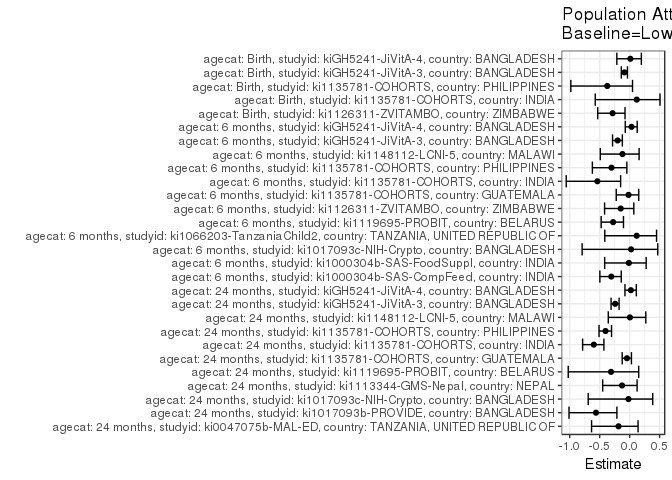 Population Att
Baseline=Low
agecat: Birth, studyid: kiGH5241-JiVitA-4, country: BANGLADESH
agecat: Birth, studyid: kiGH5241-JiVitA-3, country: BANGLADESH
agecat: Birth, studyid: ki1135781-COHORTS, country: PHILIPPINES
agecat: Birth, studyid: ki1135781-COHORTS, country: INDIA
agecat: Birth, studyid: ki1126311-ZVITAMBO, country: ZIMBABWE
agecat: 6 months, studyid: kiGH5241-JiVitA-4, country: BANGLADESH
agecat: 6 months, studyid: kiGH5241-JiVitA-3, country: BANGLADESH
agecat: 6 months, studyid: ki1148112-LCNI-5, country: MALAWI
agecat: 6 months, studyid: ki1135781-COHORTS, country: PHILIPPINES
agecat: 6 months, studyid: ki1135781-COHORTS, country: INDIA
agecat: 6 months, studyid: ki1135781-COHORTS, country: GUATEMALA
agecat: 6 months, studyid: ki1126311-ZVITAMBO, country: ZIMBABWE
agecat: 6 months, studyid: ki1119695-PROBIT, country: BELARUS
agecat: 6 months, studyid: ki1066203-TanzaniaChild2, country: TANZANIA, UNITED REPUBLIC OF
agecat: 6 months, studyid: ki1017093c-NIH-Crypto, country: BANGLADESH
agecat: 6 months, studyid: ki1000304b-SAS-FoodSuppl, country: INDIA
agecat: 6 months, studyid: ki1000304b-SAS-CompFeed, country: INDIA
agecat: 24 months, studyid: kiGH5241-JiVitA-4, country: BANGLADESH
agecat: 24 months, studyid: kiGH5241-JiVitA-3, country: BANGLADESH
agecat: 24 months, studyid: ki1148112-LCNI-5, country: MALAWI
agecat: 24 months, studyid: ki1135781-COHORTS, country: PHILIPPINES
agecat: 24 months, studyid: ki1135781-COHORTS, country: INDIA
agecat: 24 months, studyid: ki1135781-COHORTS, country: GUATEMALA
agecat: 24 months, studyid: ki1119695-PROBIT, country: BELARUS
agecat: 24 months, studyid: ki1113344-GMS-Nepal, country: NEPAL
agecat: 24 months, studyid: ki1017093c-NIH-Crypto, country: BANGLADESH
agecat: 24 months, studyid: ki1017093b-PROVIDE, country: BANGLADESH
agecat: 24 months, studyid: ki0047075b-MAL-ED, country: TANZANIA, UNITED REPUBLIC OF
-1.0 -0.5 0.0 0.5
Estimate